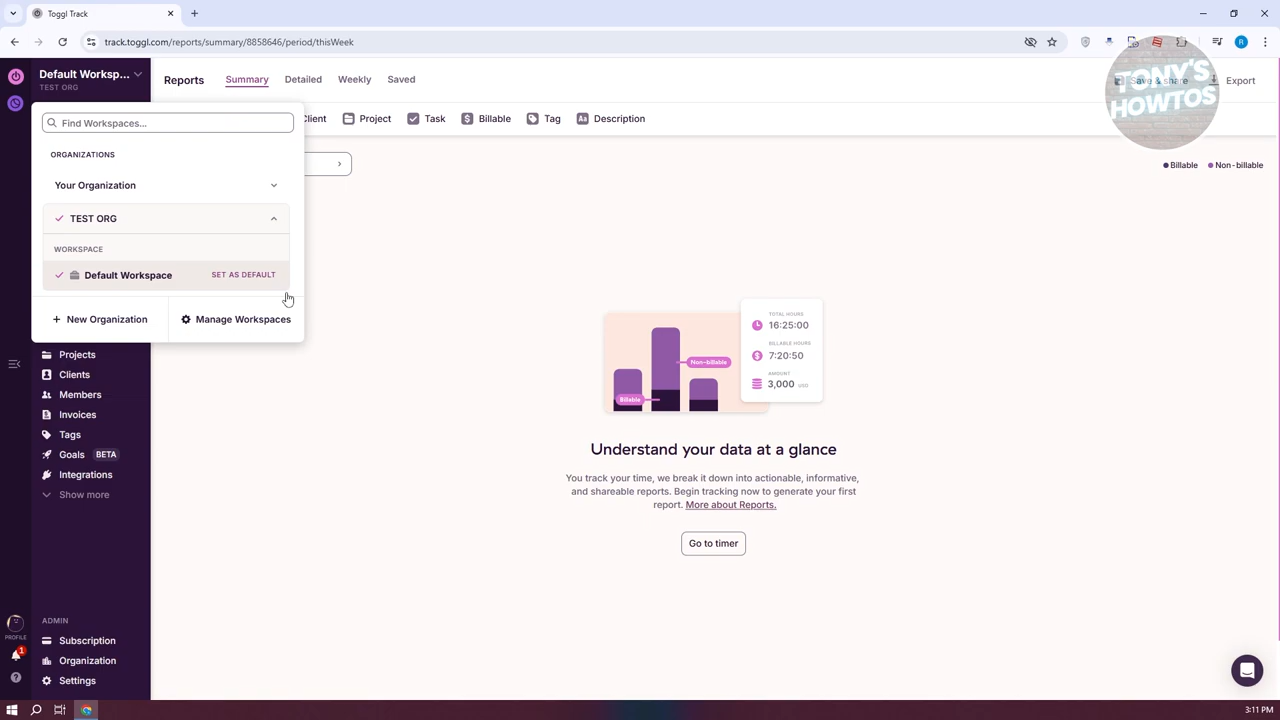 Toggl Track
track.toggl.com/reports/summary/8858646/period/thisWeek
R
Default Worksp...
TEST ORG
Reports
Summary
Detailed
Weekly
Saved
Save & share
Export
TONY'S
HOWTOS
Find Workspaces...
Client
Project
Task
Billable
Tag
Description
ORGANIZATIONS
Your Organization
Billable
Non-billable
TEST ORG
WORKSPACE
Default Workspace
SET AS DEFAULT
New Organization
Manage Workspaces
Projects
Clients
Members
Invoices
Tags
Goals BETA
Integrations
Show more
TOTAL HOURS
16:25:00
BILLABLE HOURS
7:20:50
AMOUNT
3,000 USD
Non-billable
Billable
Understand your data at a glance
You track your time, we break it down into actionable, informative,
and shareable reports. Begin tracking now to generate your first
report. More about Reports.
Go to timer
ADMIN
PROFILE
Subscription
1
Organization
Settings
3:11 PM